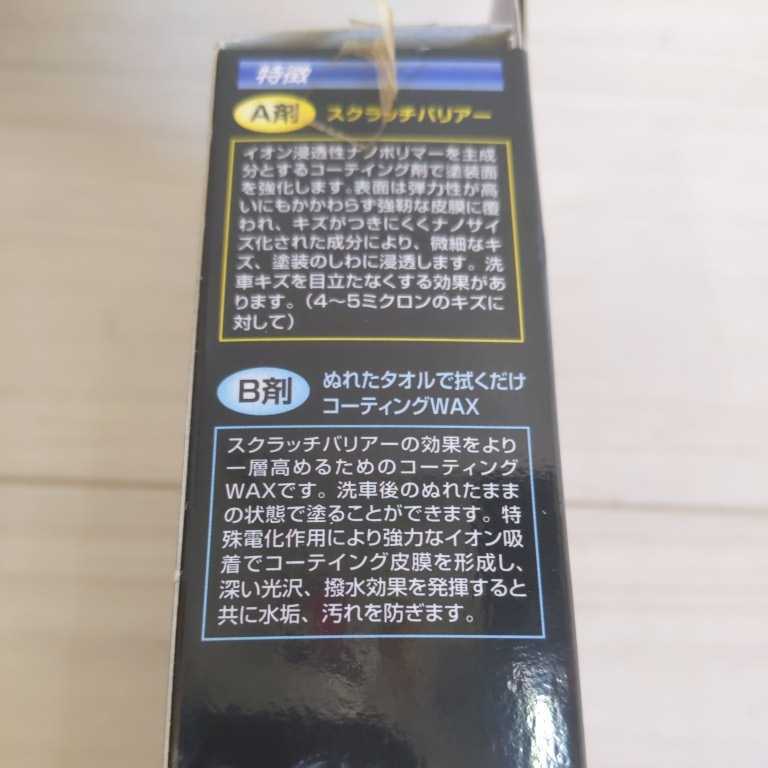 特徴
A剤 スクラッチバリアー
イオン浸透性ナノポリマーを主成
分とするコーテイング剤で塗装面
を強化します。表面は弾力性が高
いにもかかわらず強靭な皮膜に覆
われ、キズがつきにくくナノサイ
ズ化された成分により、微細なキ
ズ、塗装のしわに浸透します。洗
車キズを目立たなくする効果があ
ります。(4〜5ミクロンのキズに
対して)
B剤 ぬれたタオルで拭くだけ
コーティングWAX
スクラッチバリアーの効果をより
一層高めるためのコーティング
WAXです。洗車後のぬれたまま
の状態で塗ることができます。特
殊電化作用により強力なイオン吸
着でコーテイング皮膜を形成し、
深い光沢、撥水効果を発揮すると
共に水垢、汚れを防ぎます。